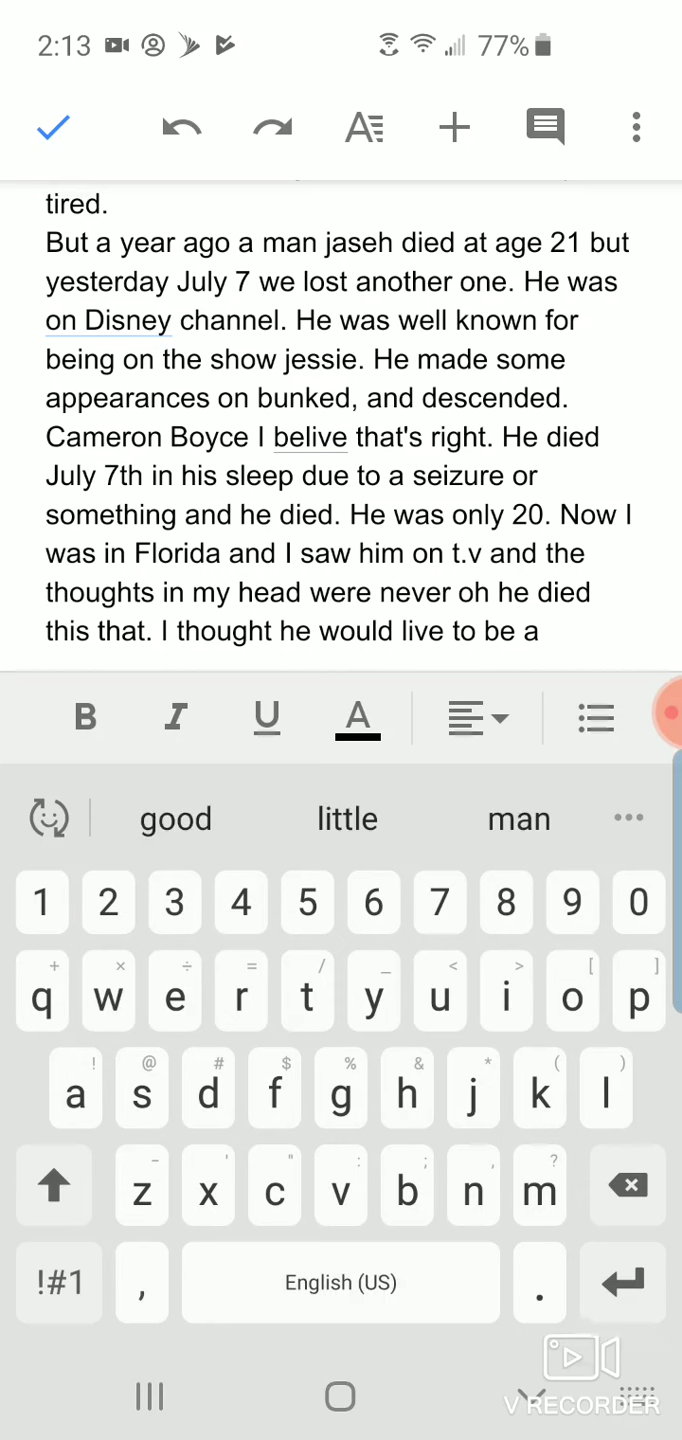 2:13 77%
tired.
But a year ago a man jaseh died at age 21 but
yesterday July 7 we lost another one. He was
on Disney channel. He was well known for
being on the show jessie. He made some
appearances on bunked, and descended.
Cameron Boyce I belive that's right. He died
July 7th in his sleep due to a seizure or
something and he died. He was only 20. Now I
was in Florida and I saw him on t.v and the
thoughts in my head were never oh he died
this that. I thought he would live to be a
B I U A
good little man
1 2 3 4 5 6 7 8 9 0
+ × ÷ = / _ < > [ ]
q w e r t y u i o p
! @ # $ % & * ( )
a s d f g h j k l
- ' " : ; , ?
z x c v b n m
!#1 , English (US) .
V RECORDER